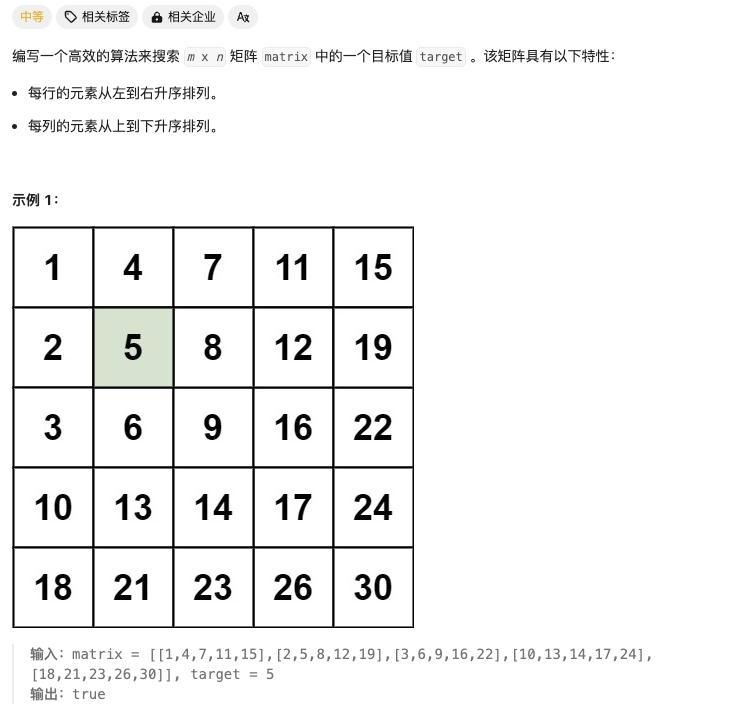 中等 相关标签 相关企业 Aあ
编写一个高效的算法来搜索 m x n 矩阵 matrix 中的一个目标值 target 。该矩阵具有以下特性：
• 每行的元素从左到右升序排列。
• 每列的元素从上到下升序排列。
示例 1：
1 4 7 11 15
2 5 8 12 19
3 6 9 16 22
10 13 14 17 24
18 21 23 26 30
输入：matrix = [[1,4,7,11,15],[2,5,8,12,19],[3,6,9,16,22],[10,13,14,17,24],
[18,21,23,26,30]], target = 5
输出：true